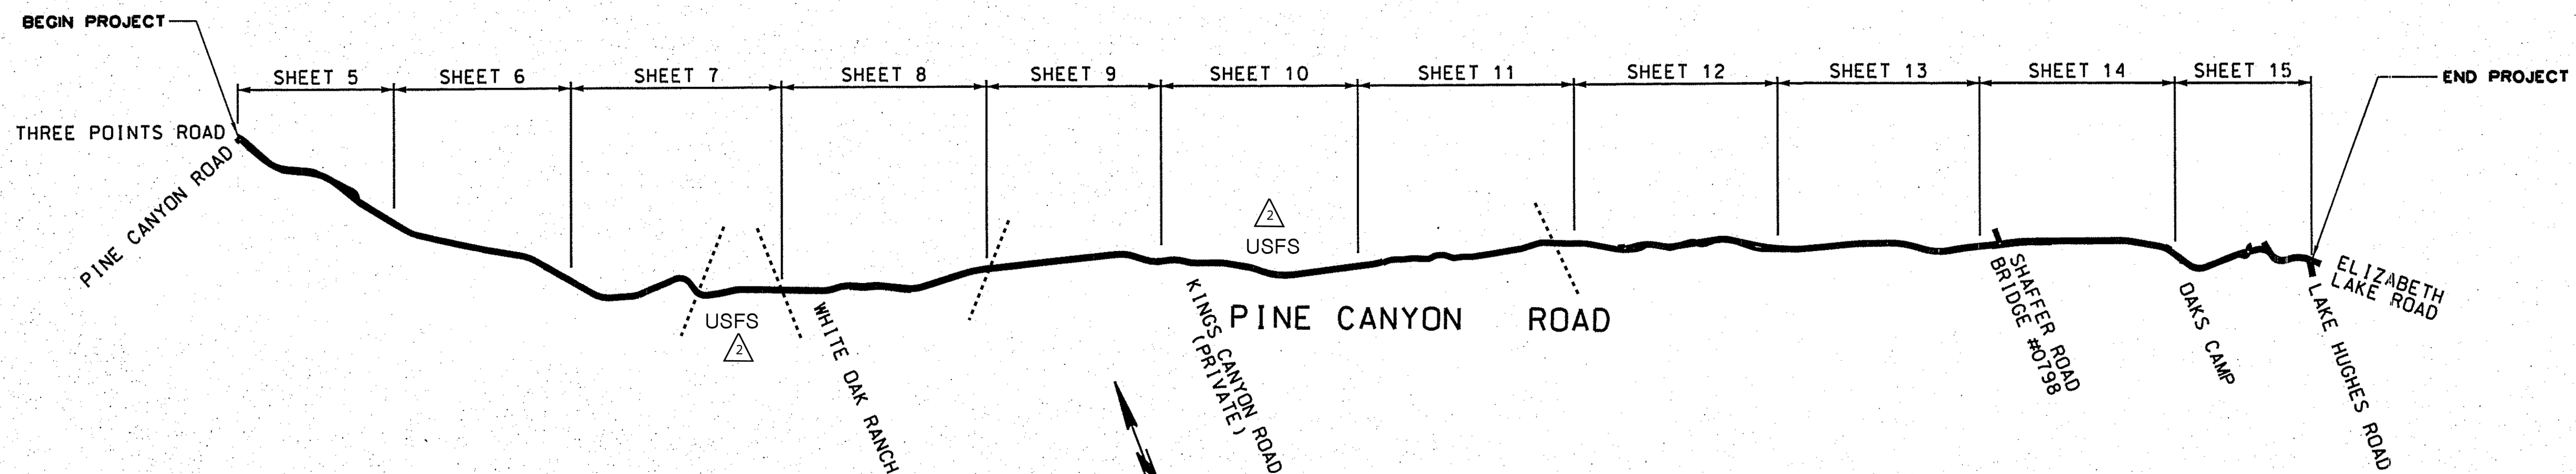 BEGIN PROJECT
END PROJECT
SHEET 5
SHEET 6
SHEET 7
SHEET 8
SHEET 9
SHEET 10
SHEET 11
SHEET 12
SHEET 13
SHEET 14
SHEET 15
THREE POINTS ROAD
PINE CANYON ROAD
USFS
2
WHITE OAK RANCH
2
USFS
KINGS CANYON ROAD
(PRIVATE)
PINE CANYON ROAD
SHAFFER ROAD
BRIDGE #0798
OAKS CAMP
ELIZABETH
LAKE ROAD
LAKE HUGHES ROAD